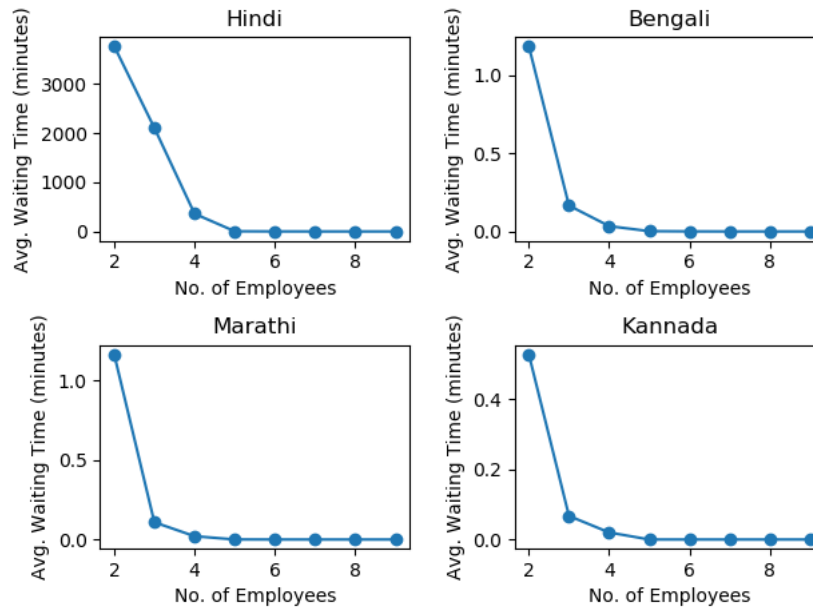 Hindi
Avg. Waiting Time (minutes)
3000
2000
1000
0
2 4 6 8
No. of Employees
Bengali
Avg. Waiting Time (minutes)
1.0
0.5
0.0
2 4 6 8
No. of Employees
Marathi
Avg. Waiting Time (minutes)
1.0
0.5
0.0
2 4 6 8
No. of Employees
Kannada
Avg. Waiting Time (minutes)
0.4
0.2
0.0
2 4 6 8
No. of Employees